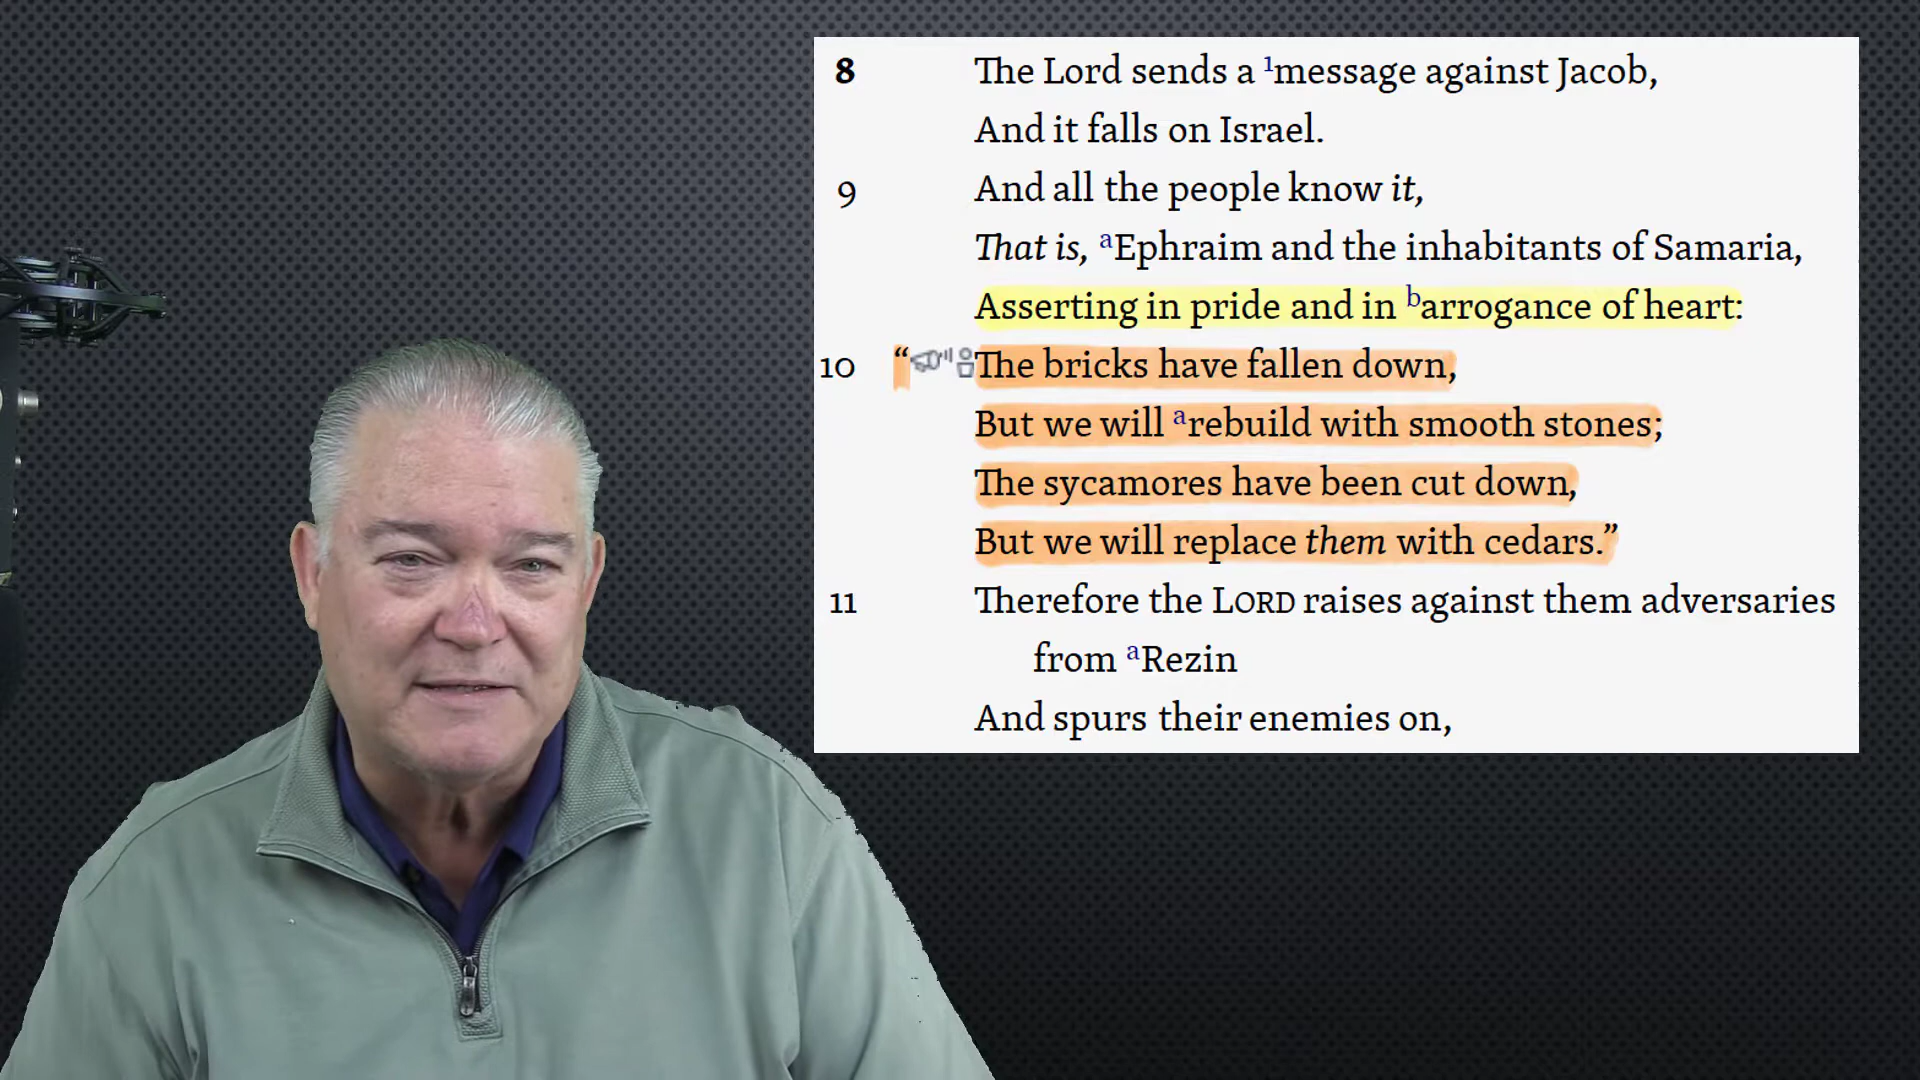 8 The Lord sends a 1message against Jacob,
And it falls on Israel.
9 And all the people know it,
That is, aEphraim and the inhabitants of Samaria,
Asserting in pride and in barrogance of heart:
10 “The bricks have fallen down,
But we will arebuild with smooth stones;
The sycamores have been cut down,
But we will replace them with cedars.”
11 Therefore the LORD raises against them adversaries
from aRezin
And spurs their enemies on,